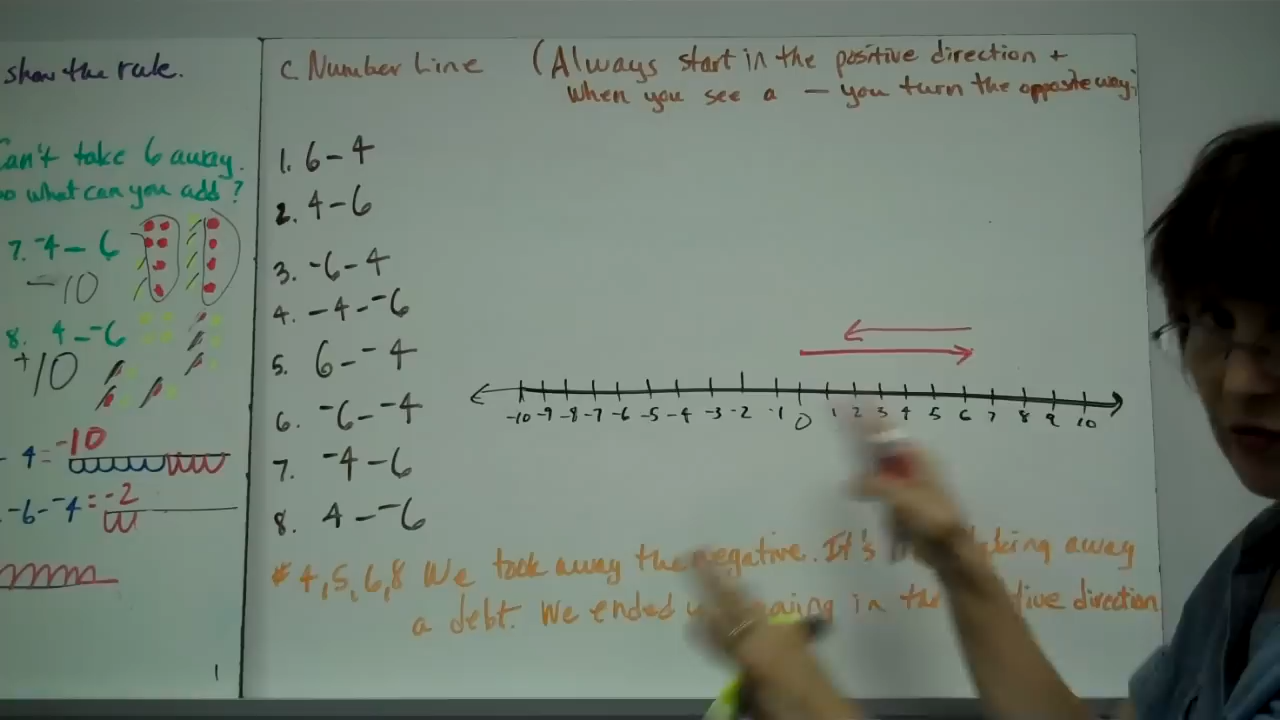 show the rule.
Can't take 6 away.
so what can you add?
7. -4 - 6
-10
8. 4 - -6
+10
- 4 = -10
-6 - -4 = -2
1
C Number Line (Always start in the positive direction +
when you see a — you turn the opposite way.)
1. 6 - 4
2. 4 - 6
3. -6 - 4
4. -4 - -6
5. 6 - -4
6. -6 - -4
7. -4 - 6
8. 4 - -6
-10 -9 -8 -7 -6 -5 -4 -3 -2 -1 0 1 2 3 4 5 6 7 8 9 10
* 4, 5, 6, 8 We took away the negative. It's taking away
a debt. We ended going in the direction